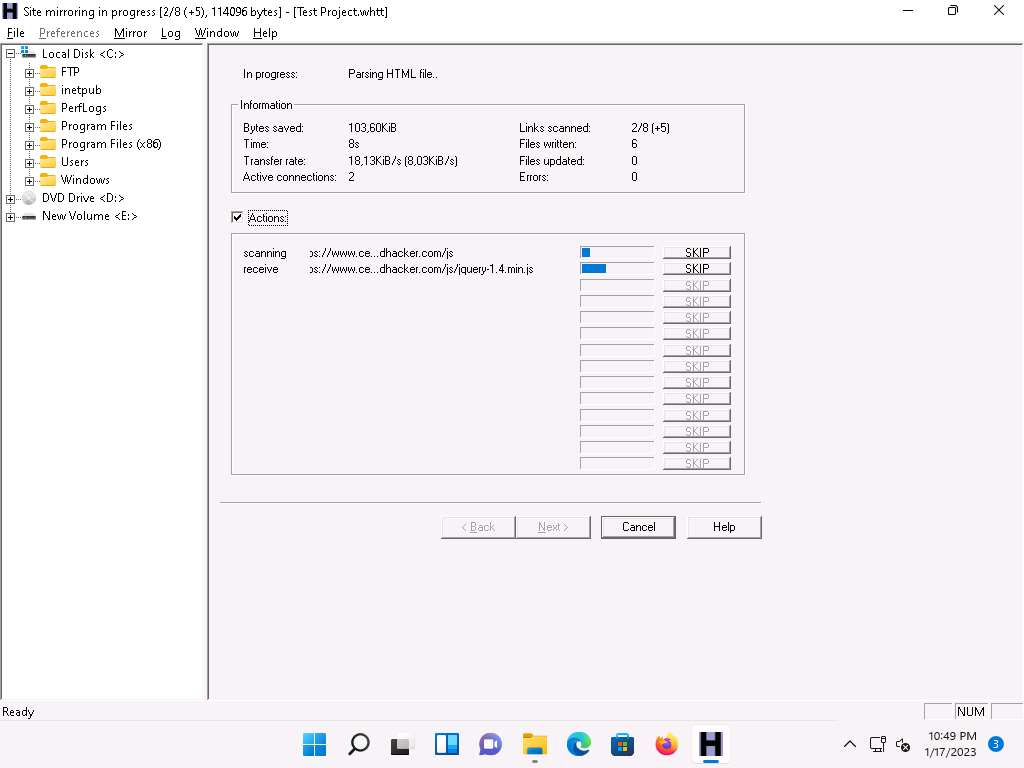 Site mirroring in progress [2/8 (+5), 114096 bytes] - [Test Project.whtt]
File Preferences Mirror Log Window Help
Local Disk <C:>
FTP
inetpub
PerfLogs
Program Files
Program Files (x86)
Users
Windows
DVD Drive <D:>
New Volume <E:>
In progress: Parsing HTML file..
Information
Bytes saved: 103,60KiB Links scanned: 2/8 (+5)
Time: 8s Files written: 6
Transfer rate: 18,13KiB/s (8,03KiB/s) Files updated: 0
Active connections: 2 Errors: 0
Actions:
scanning ps://www.ce...dhacker.com/js SKIP
receive ps://www.ce...dhacker.com/js/jquery-1.4.min.js SKIP
SKIP
SKIP
SKIP
SKIP
SKIP
SKIP
SKIP
SKIP
SKIP
SKIP
SKIP
SKIP
< Back Next > Cancel Help
Ready NUM
10:49 PM
1/17/2023 3